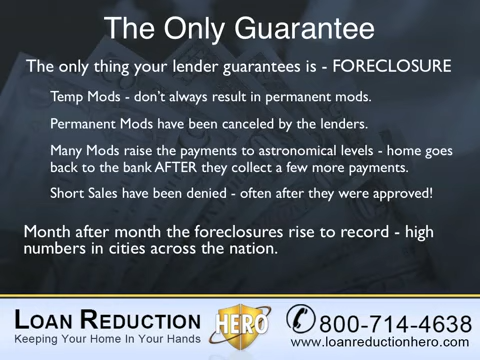 The Only Guarantee
The only thing your lender guarantees is - FORECLOSURE
Temp Mods - don't always result in permanent mods.
Permanent Mods have been canceled by the lenders.
Many Mods raise the payments to astronomical levels - home goes
back to the bank AFTER they collect a few more payments.
Short Sales have been denied - often after they were approved!
Month after month the foreclosures rise to record - high
numbers in cities across the nation.
LOAN REDUCTION HERO
Keeping Your Home In Your Hands
800-714-4638
www.loanreductionhero.com